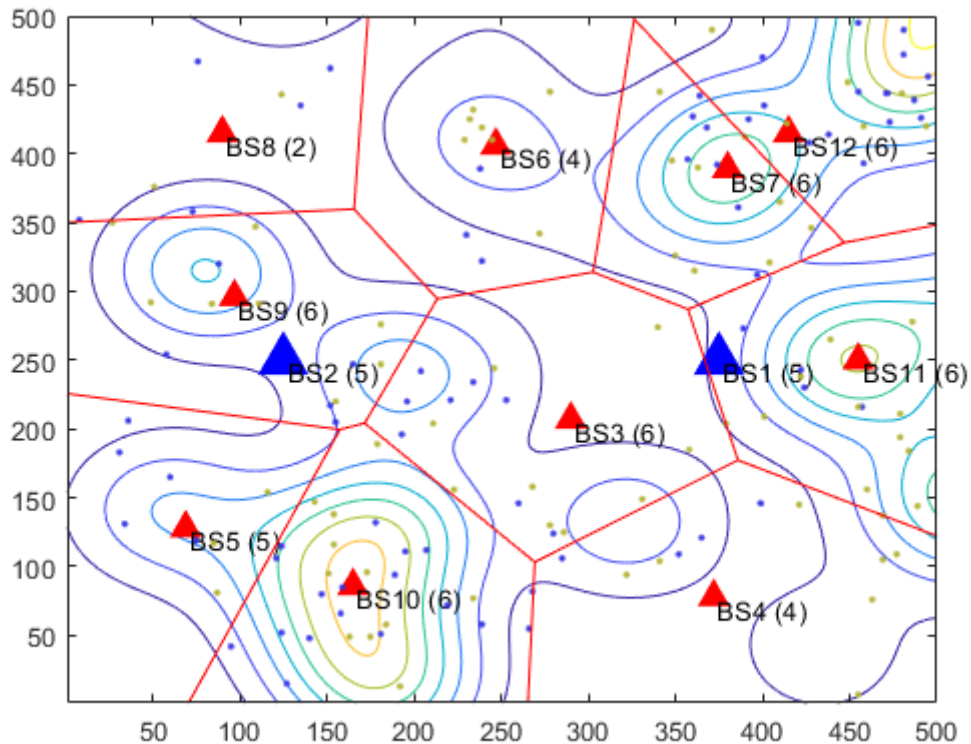 500
450
400
350
300
250
200
150
100
50
BS8 (2)
BS6 (4)
BS12 (6)
BS7 (6)
BS9 (6)
BS2 (5)
BS1 (5)
BS11 (6)
BS3 (6)
BS5 (5)
BS10 (6)
BS4 (4)
50 100 150 200 250 300 350 400 450 500